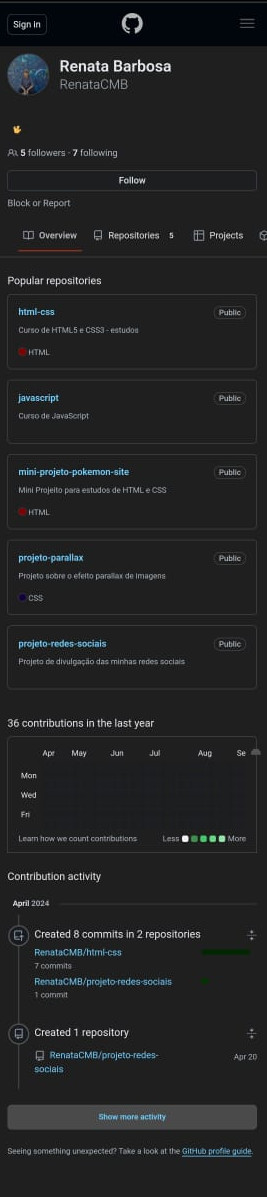 Sign in
Renata Barbosa
RenataCMB
5 followers · 7 following
Follow
Block or Report
Overview
Repositories 5
Projects
Popular repositories
html-css
Public
Curso de HTML5 e CSS3 - estudos
HTML
javascript
Public
Curso de JavaScript
mini-projeto-pokemon-site
Public
Mini Projeito para estudos de HTML e CSS
HTML
projeto-parallax
Public
Projeto sobre o efeito parallax de Imagens
CSS
projeto-redes-sociais
Public
Projeto de divulgação das minhas redes sociais
36 contributions in the last year
Apr May Jun Jul Aug Se
Mon
Wed
Fri
Learn how we count contributions
Less More
Contribution activity
April 2024
Created 8 commits in 2 repositories
RenataCMB/html-css
7 commits
RenataCMB/projeto-redes-sociais
1 commit
Created 1 repository
RenataCMB/projeto-redes-
sociais
Apr 20
Show more activity
Seeing something unexpected? Take a look at the GitHub profile guide.